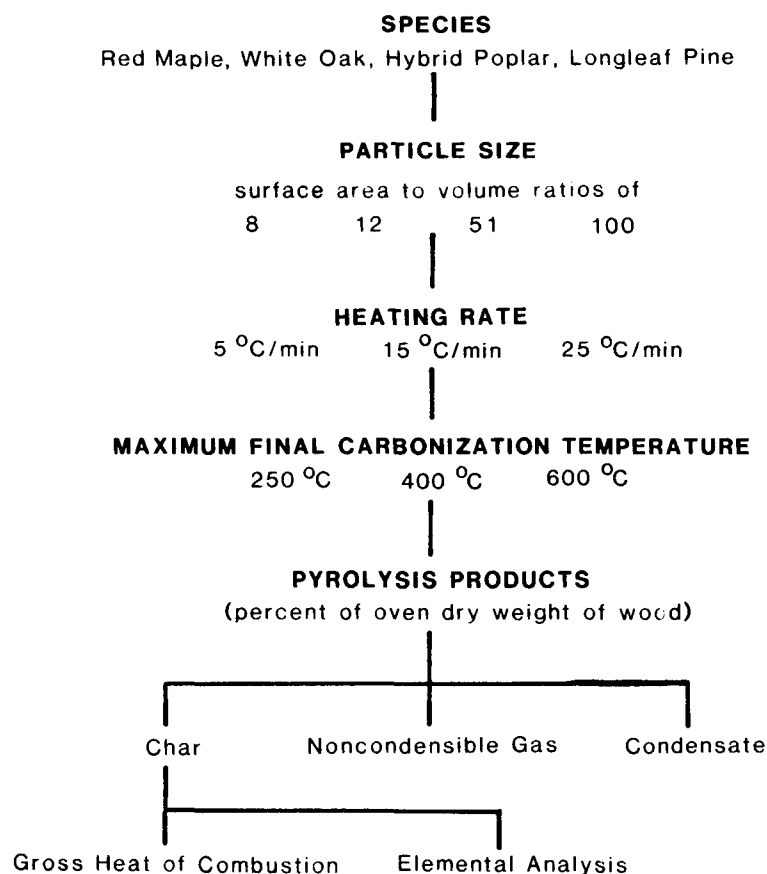 SPECIES
Red Maple, White Oak, Hybrid Poplar, Longleaf Pine
PARTICLE SIZE
surface area to volume ratios of
8 12 51 100
HEATING RATE
5 °C/min 15 °C/min 25 °C/min
MAXIMUM FINAL CARBONIZATION TEMPERATURE
250 °C 400 °C 600 °C
PYROLYSIS PRODUCTS
(percent of oven dry weight of wood)
Char Noncondensible Gas Condensate
Gross Heat of Combustion Elemental Analysis